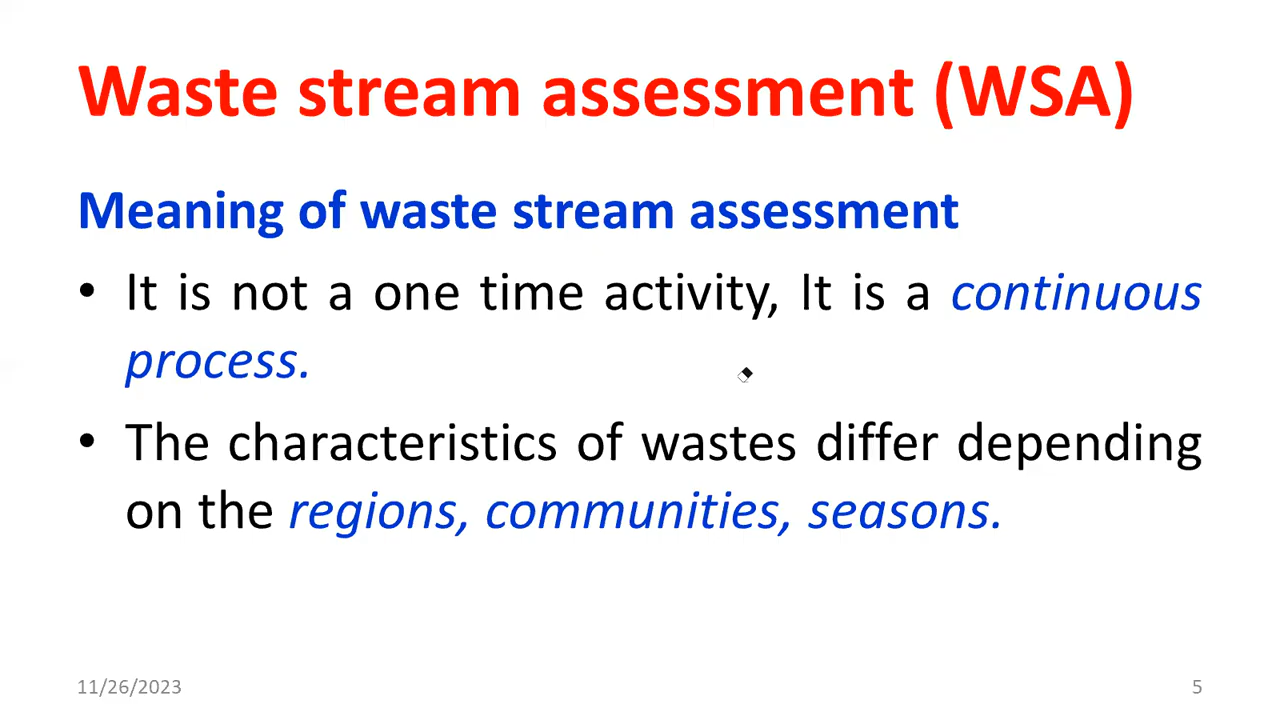 Waste stream assessment (WSA)
Meaning of waste stream assessment
• It is not a one time activity, It is a continuous
process.
• The characteristics of wastes differ depending
on the regions, communities, seasons.
11/26/2023
5